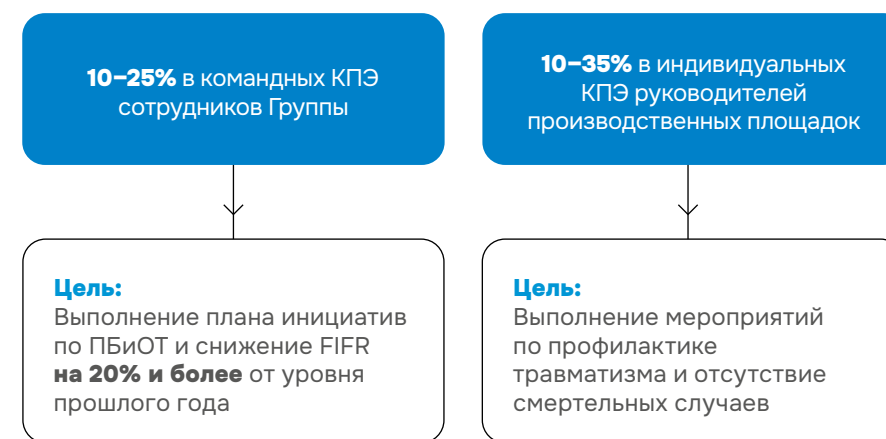 10–25% в командных КПЭ
сотрудников Группы
10–35% в индивидуальных
КПЭ руководителей
производственных площадок
Цель:
Выполнение плана инициатив
по ПБиОТ и снижение FIFR
на 20% и более от уровня
прошлого года
Цель:
Выполнение мероприятий
по профилактике
травматизма и отсутствие
смертельных случаев